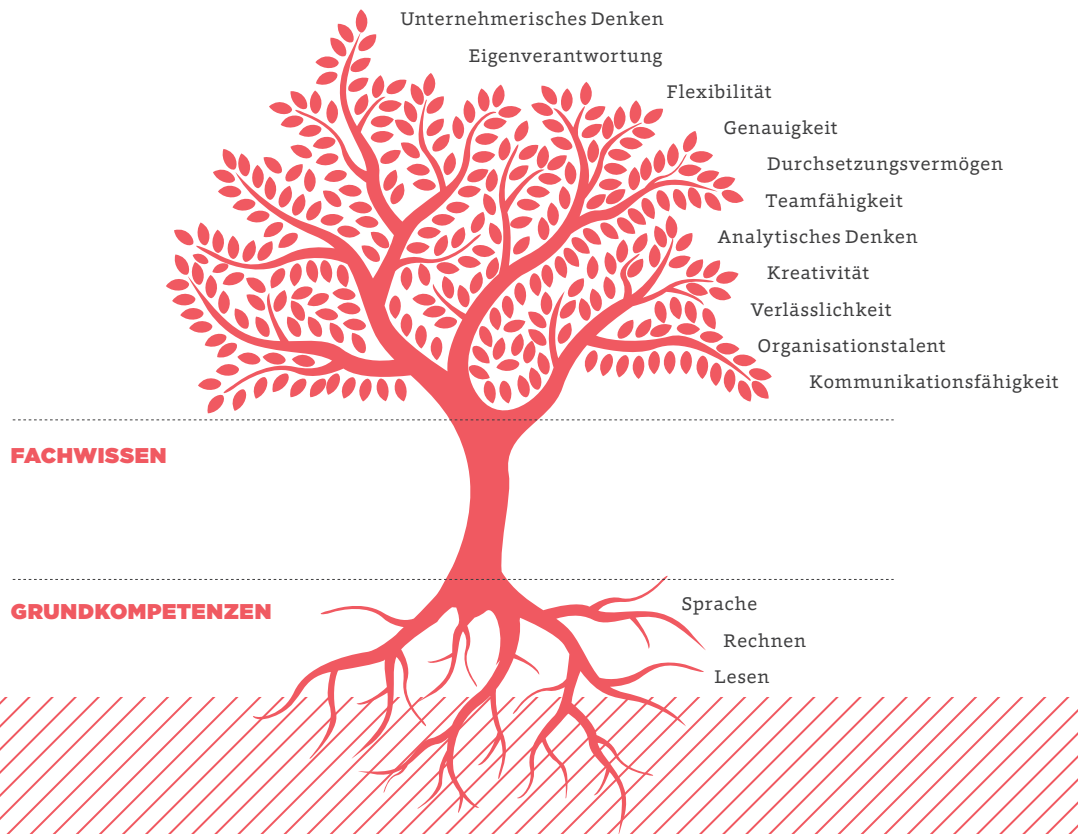 Unternehmerisches Denken
Eigenverantwortung
Flexibilität
Genauigkeit
Durchsetzungsvermögen
Teamfähigkeit
Analytisches Denken
Kreativität
Verlässlichkeit
Organisationstalent
Kommunikationsfähigkeit
FACHWISSEN
GRUNDKOMPETENZEN
Sprache
Rechnen
Lesen